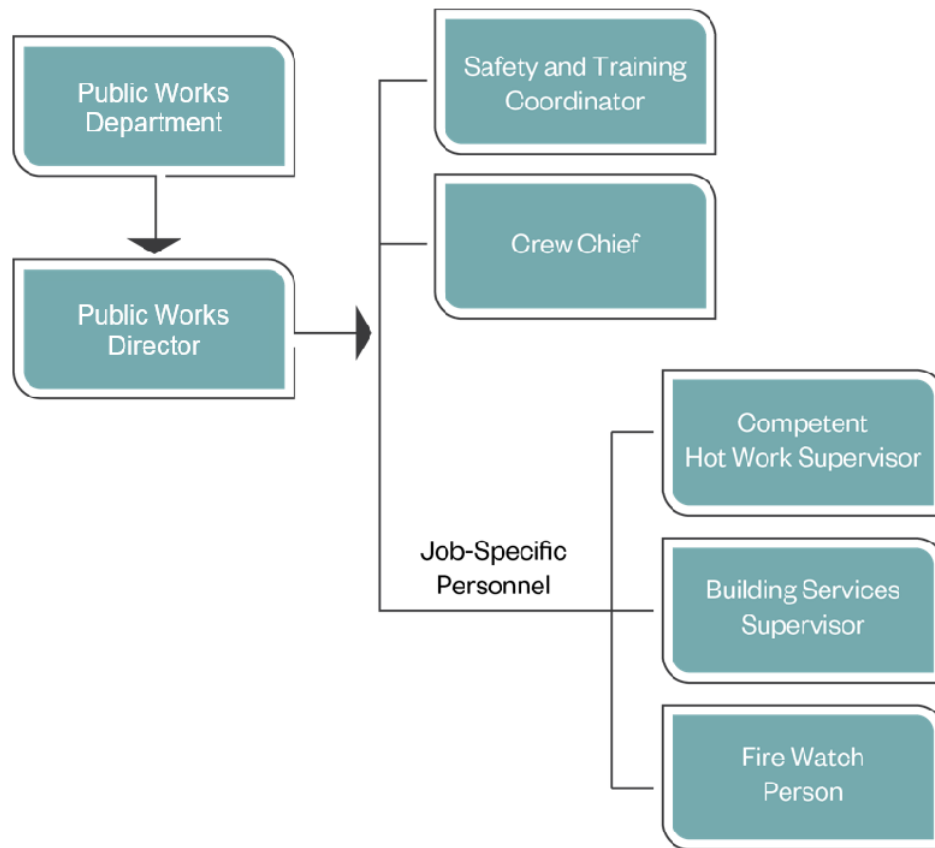 Public Works
Department
Public Works
Director
Safety and Training
Coordinator
Crew Chief
Job-Specific
Personnel
Competent
Hot Work Supervisor
Building Services
Supervisor
Fire Watch
Person